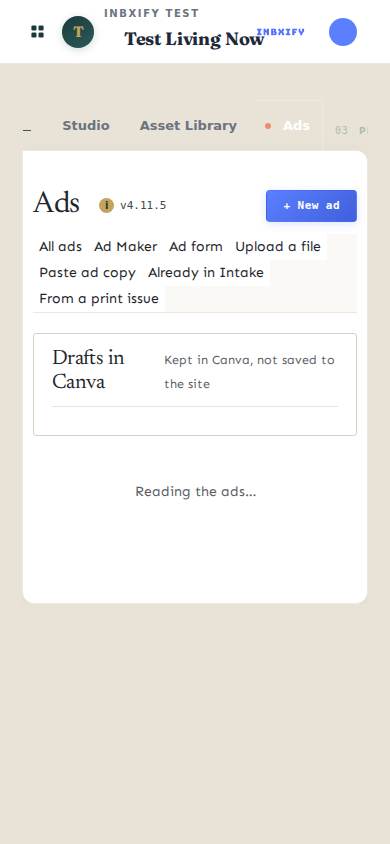 INBXIFY TEST
T
Test Living Now
INBXIFY
Studio
Asset Library
Ads
03
Ads
i
v4.11.5
+ New ad
All ads
Ad Maker
Ad form
Upload a file
Paste ad copy
Already in Intake
From a print issue
Drafts in
Canva
Kept in Canva, not saved to
the site
Reading the ads...